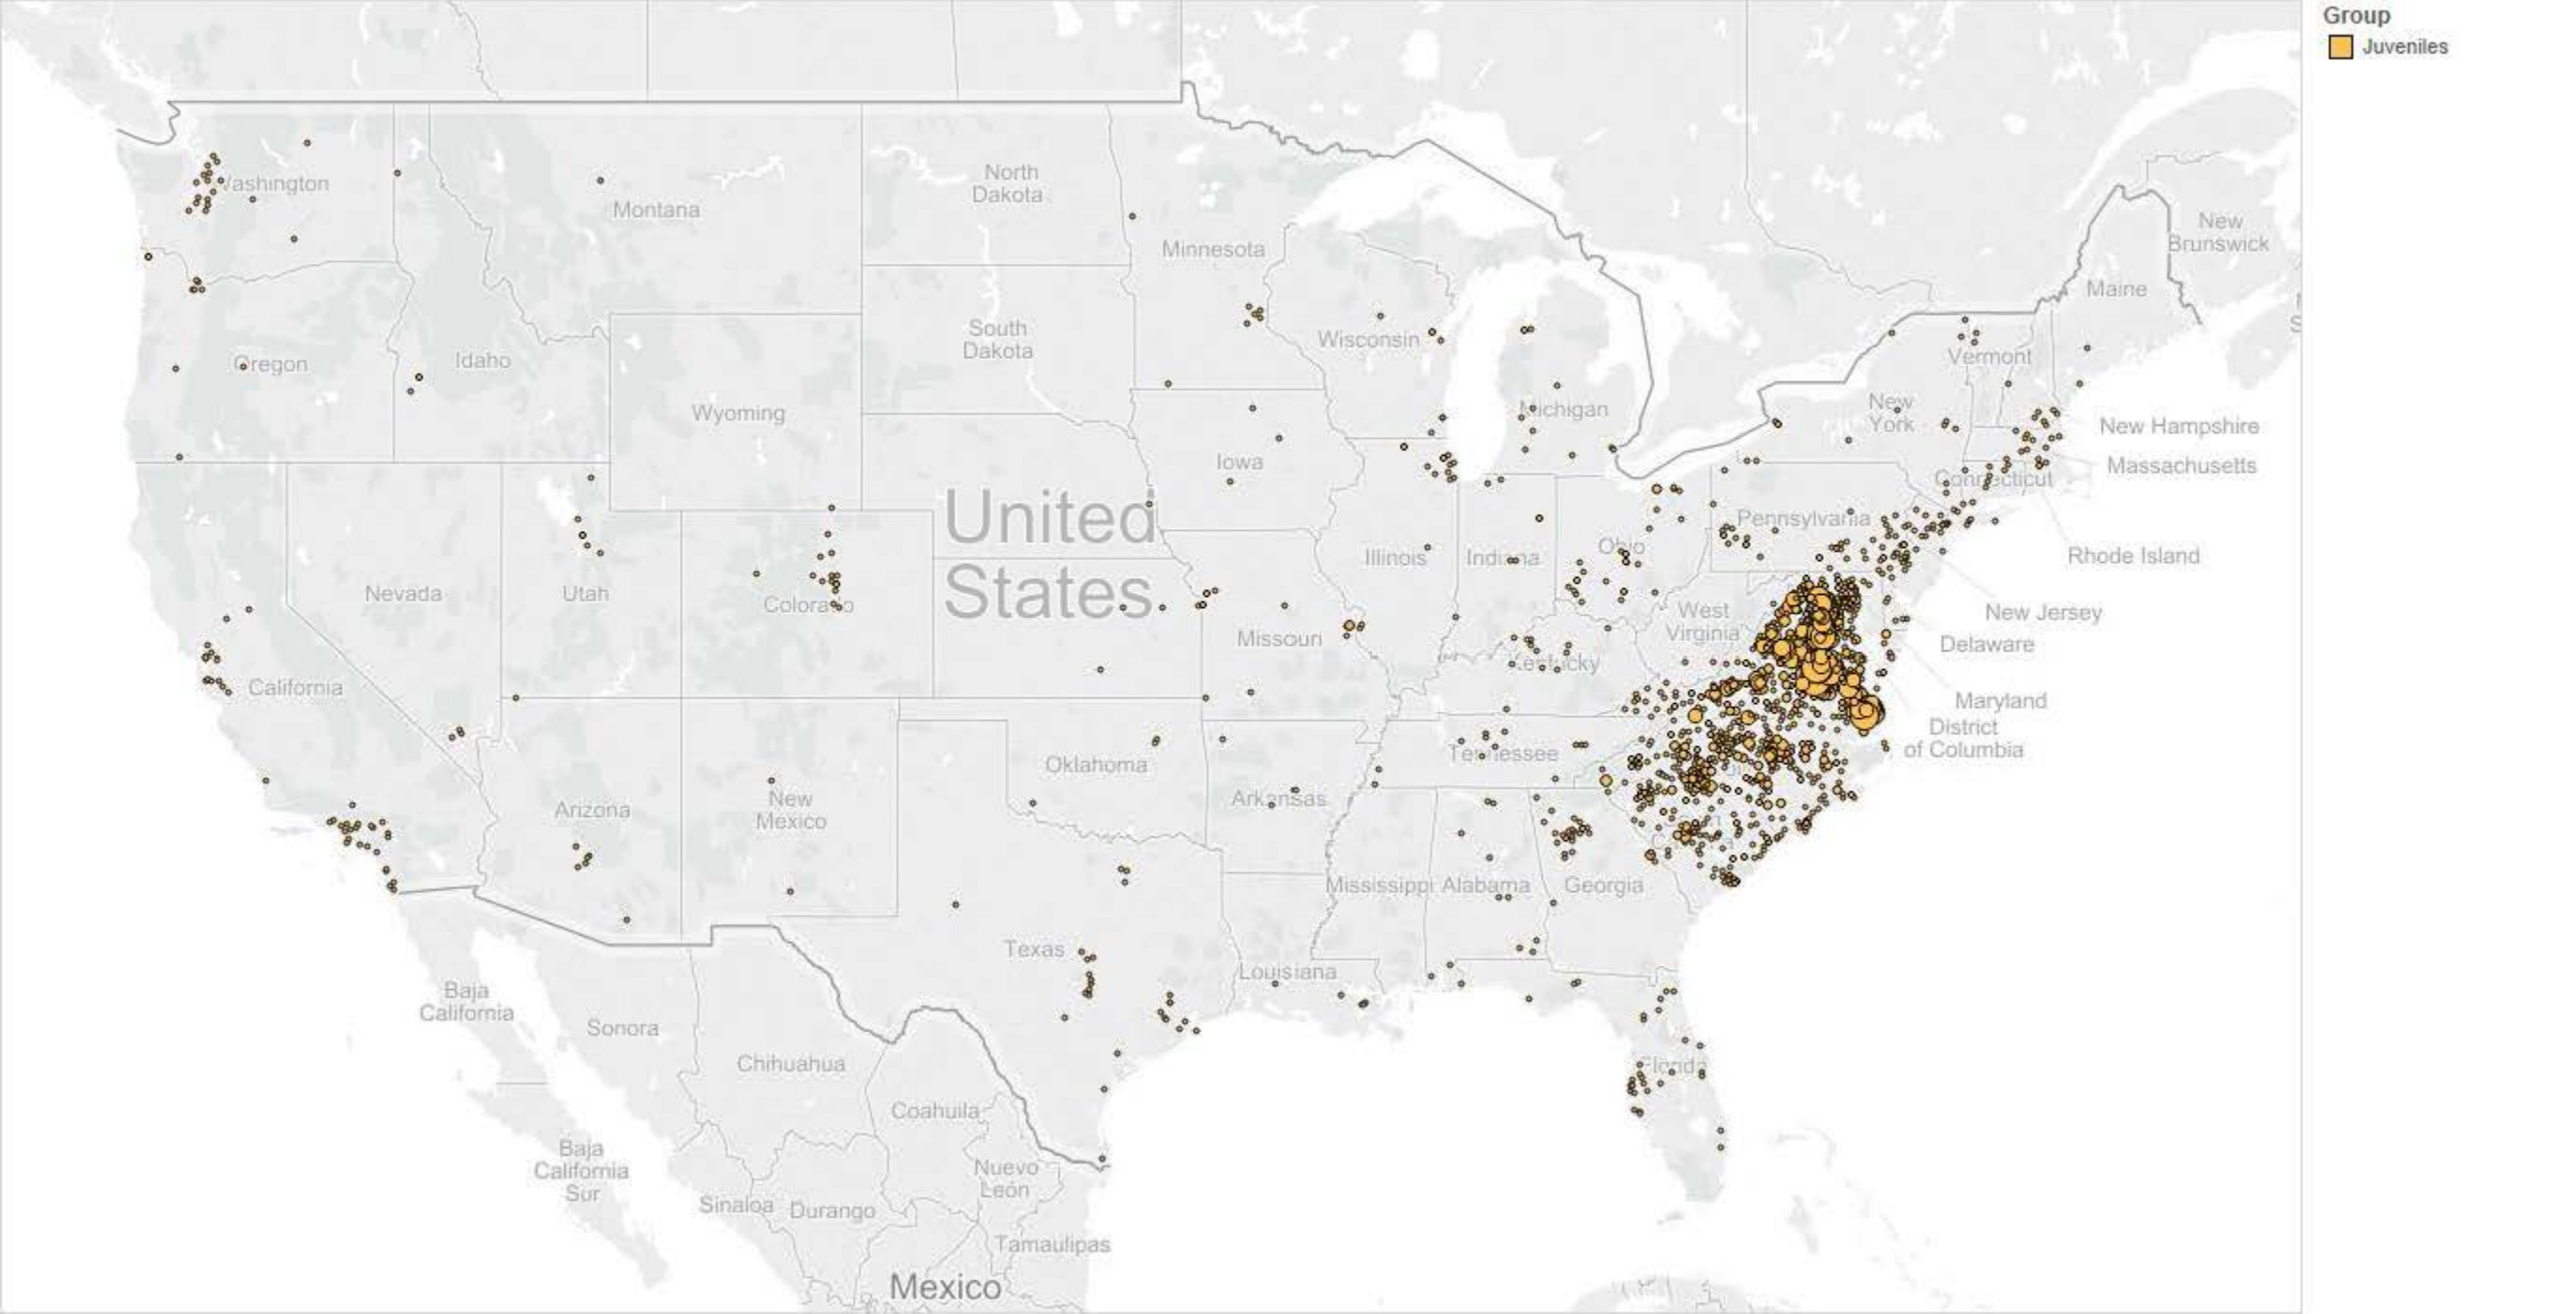 Group
Juveniles
Washington
Montana
North
Dakota
Minnesota
New
Brunswick
Maine
South
Dakota
Wisconsin
Oregon
Idaho
Vermont
Wyoming
Michigan
New
York
New Hampshire
Massachusetts
Iowa
Connecticut
United
States
Pennsylvania
Ohio
Illinois
Indiana
Rhode Island
Nevada
Utah
Colorado
West
Virginia
New Jersey
Missouri
Delaware
Kentucky
California
Maryland
District
of Columbia
Tennessee
Oklahoma
Arkansas
Arizona
New
Mexico
Mississippi
Alabama
Georgia
Texas
Louisiana
Baja
California
Sonora
Chihuahua
Florida
Coahuila
Baja
California
Sur
Nuevo
León
Sinaloa
Durango
Tamaulipas
Mexico